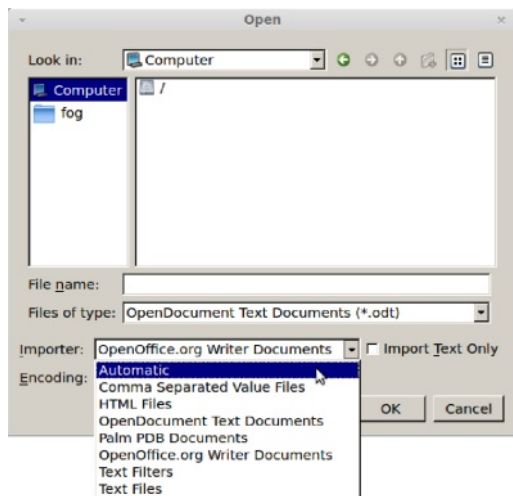 Open
Look in: Computer
Computer
fog
/
File name:
Files of type: OpenDocument Text Documents (*.odt)
Importer: OpenOffice.org Writer Documents Import Text Only
Encoding:
Automatic
Comma Separated Value Files
HTML Files
OpenDocument Text Documents
Palm PDB Documents
OpenOffice.org Writer Documents
Text Filters
Text Files
OK Cancel